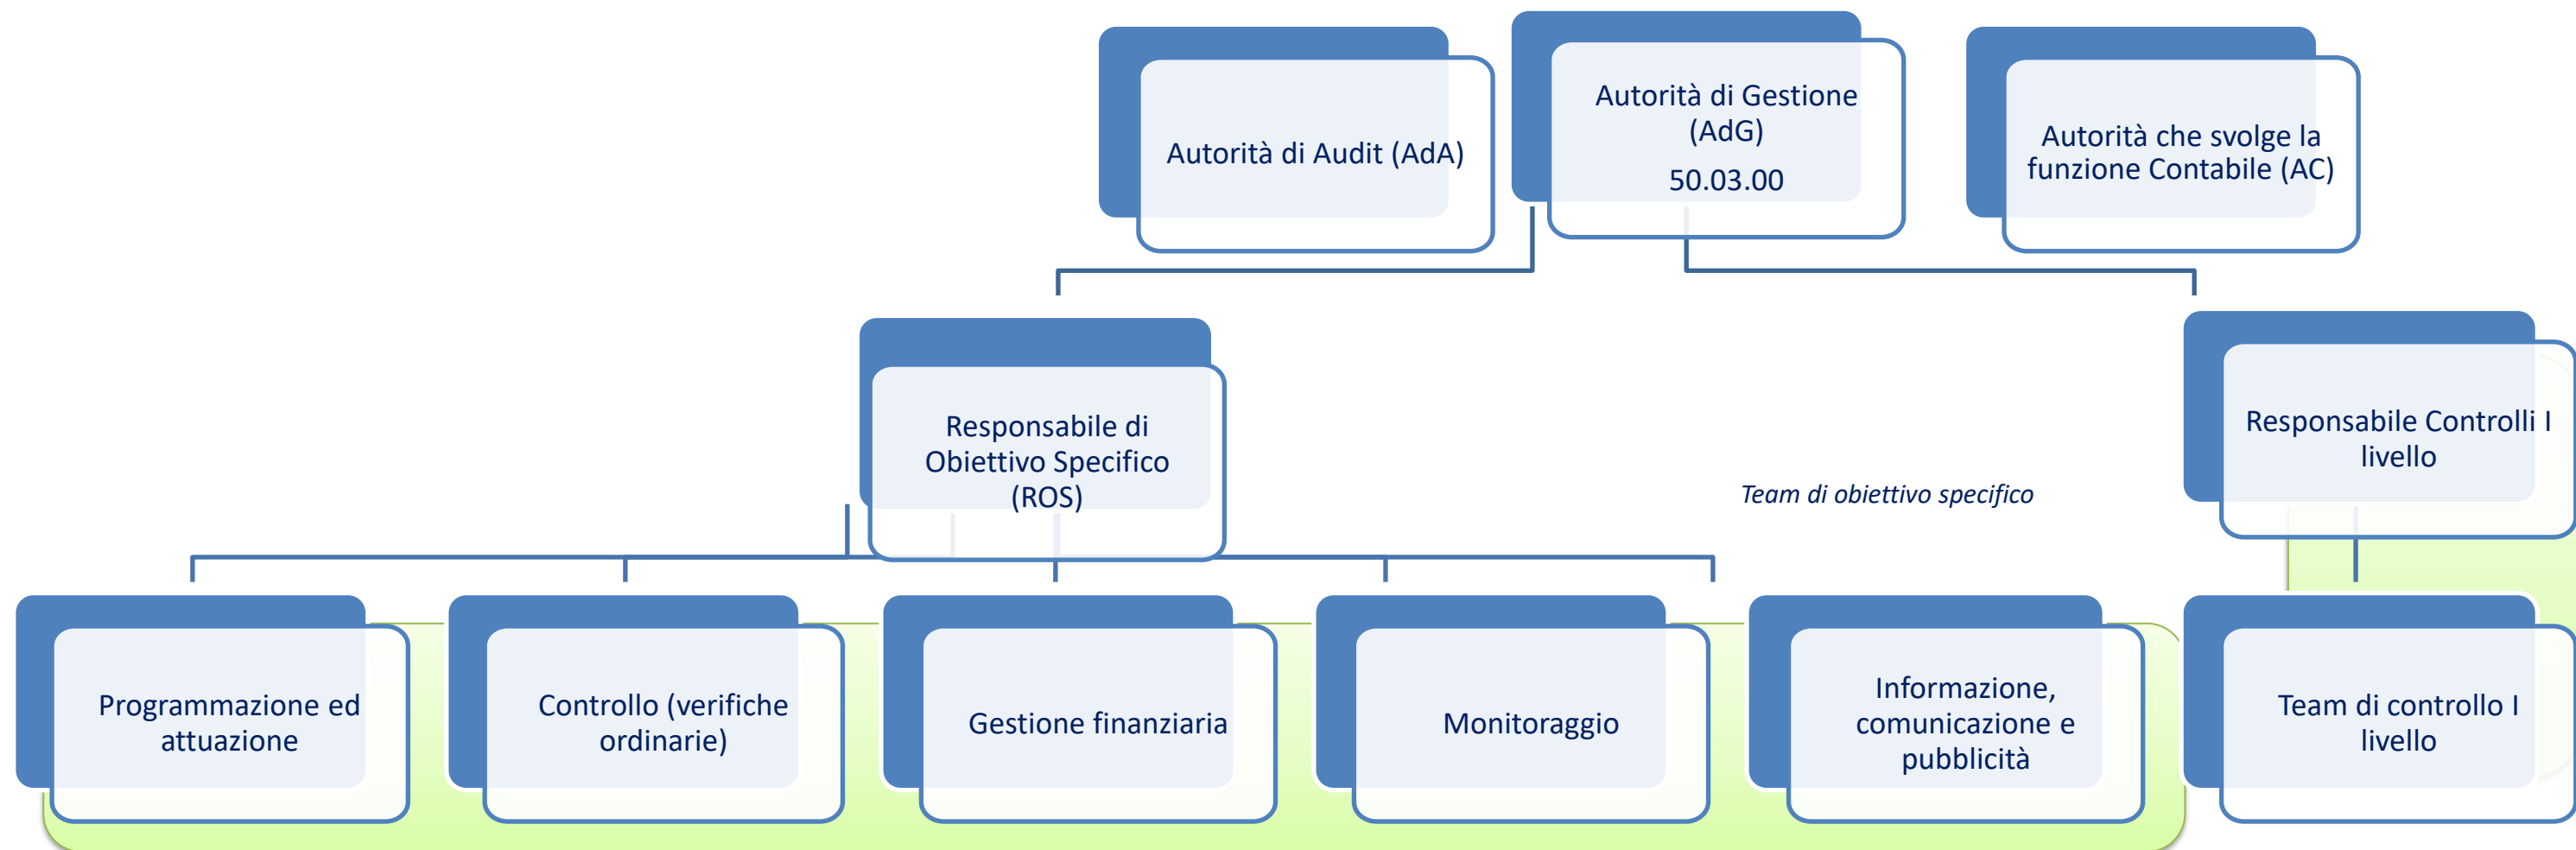 Autorità di Audit (AdA)
Autorità di Gestione
(AdG)
50.03.00
Autorità che svolge la
funzione Contabile (AC)
Responsabile di
Obiettivo Specifico
(ROS)
Team di obiettivo specifico
Responsabile Controlli I
livello
Programmazione ed
attuazione
Controllo (verifiche
ordinarie)
Gestione finanziaria
Monitoraggio
Informazione,
comunicazione e
pubblicità
Team di controllo I
livello